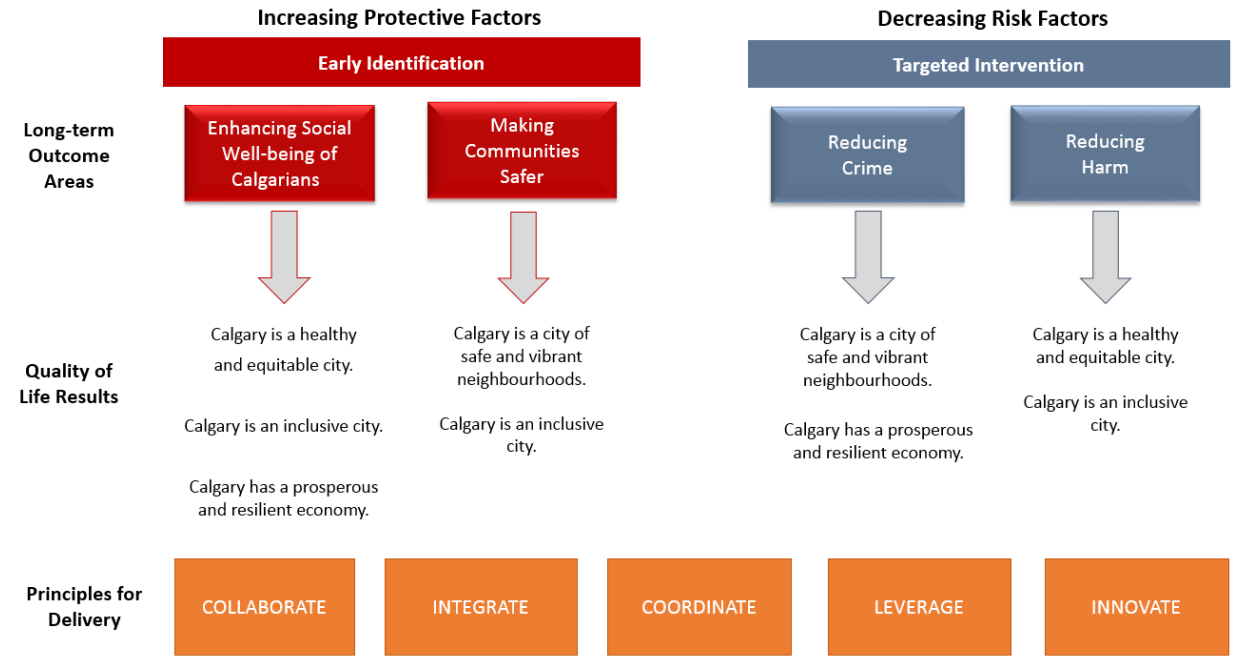 Increasing Protective Factors
Decreasing Risk Factors
Early Identification
Targeted Intervention
Long-term
Outcome
Areas
Enhancing Social
Well-being of
Calgarians
Making
Communities
Safer
Reducing
Crime
Reducing
Harm
Quality of
Life Results
Calgary is a healthy
and equitable city.
Calgary is an inclusive city.
Calgary has a prosperous
and resilient economy.
Calgary is a city of
safe and vibrant
neighbourhoods.
Calgary is an inclusive
city.
Calgary is a city of
safe and vibrant
neighbourhoods.
Calgary has a prosperous
and resilient economy.
Calgary is a healthy
and equitable city.
Calgary is an inclusive
city.
Principles for
Delivery
COLLABORATE
INTEGRATE
COORDINATE
LEVERAGE
INNOVATE